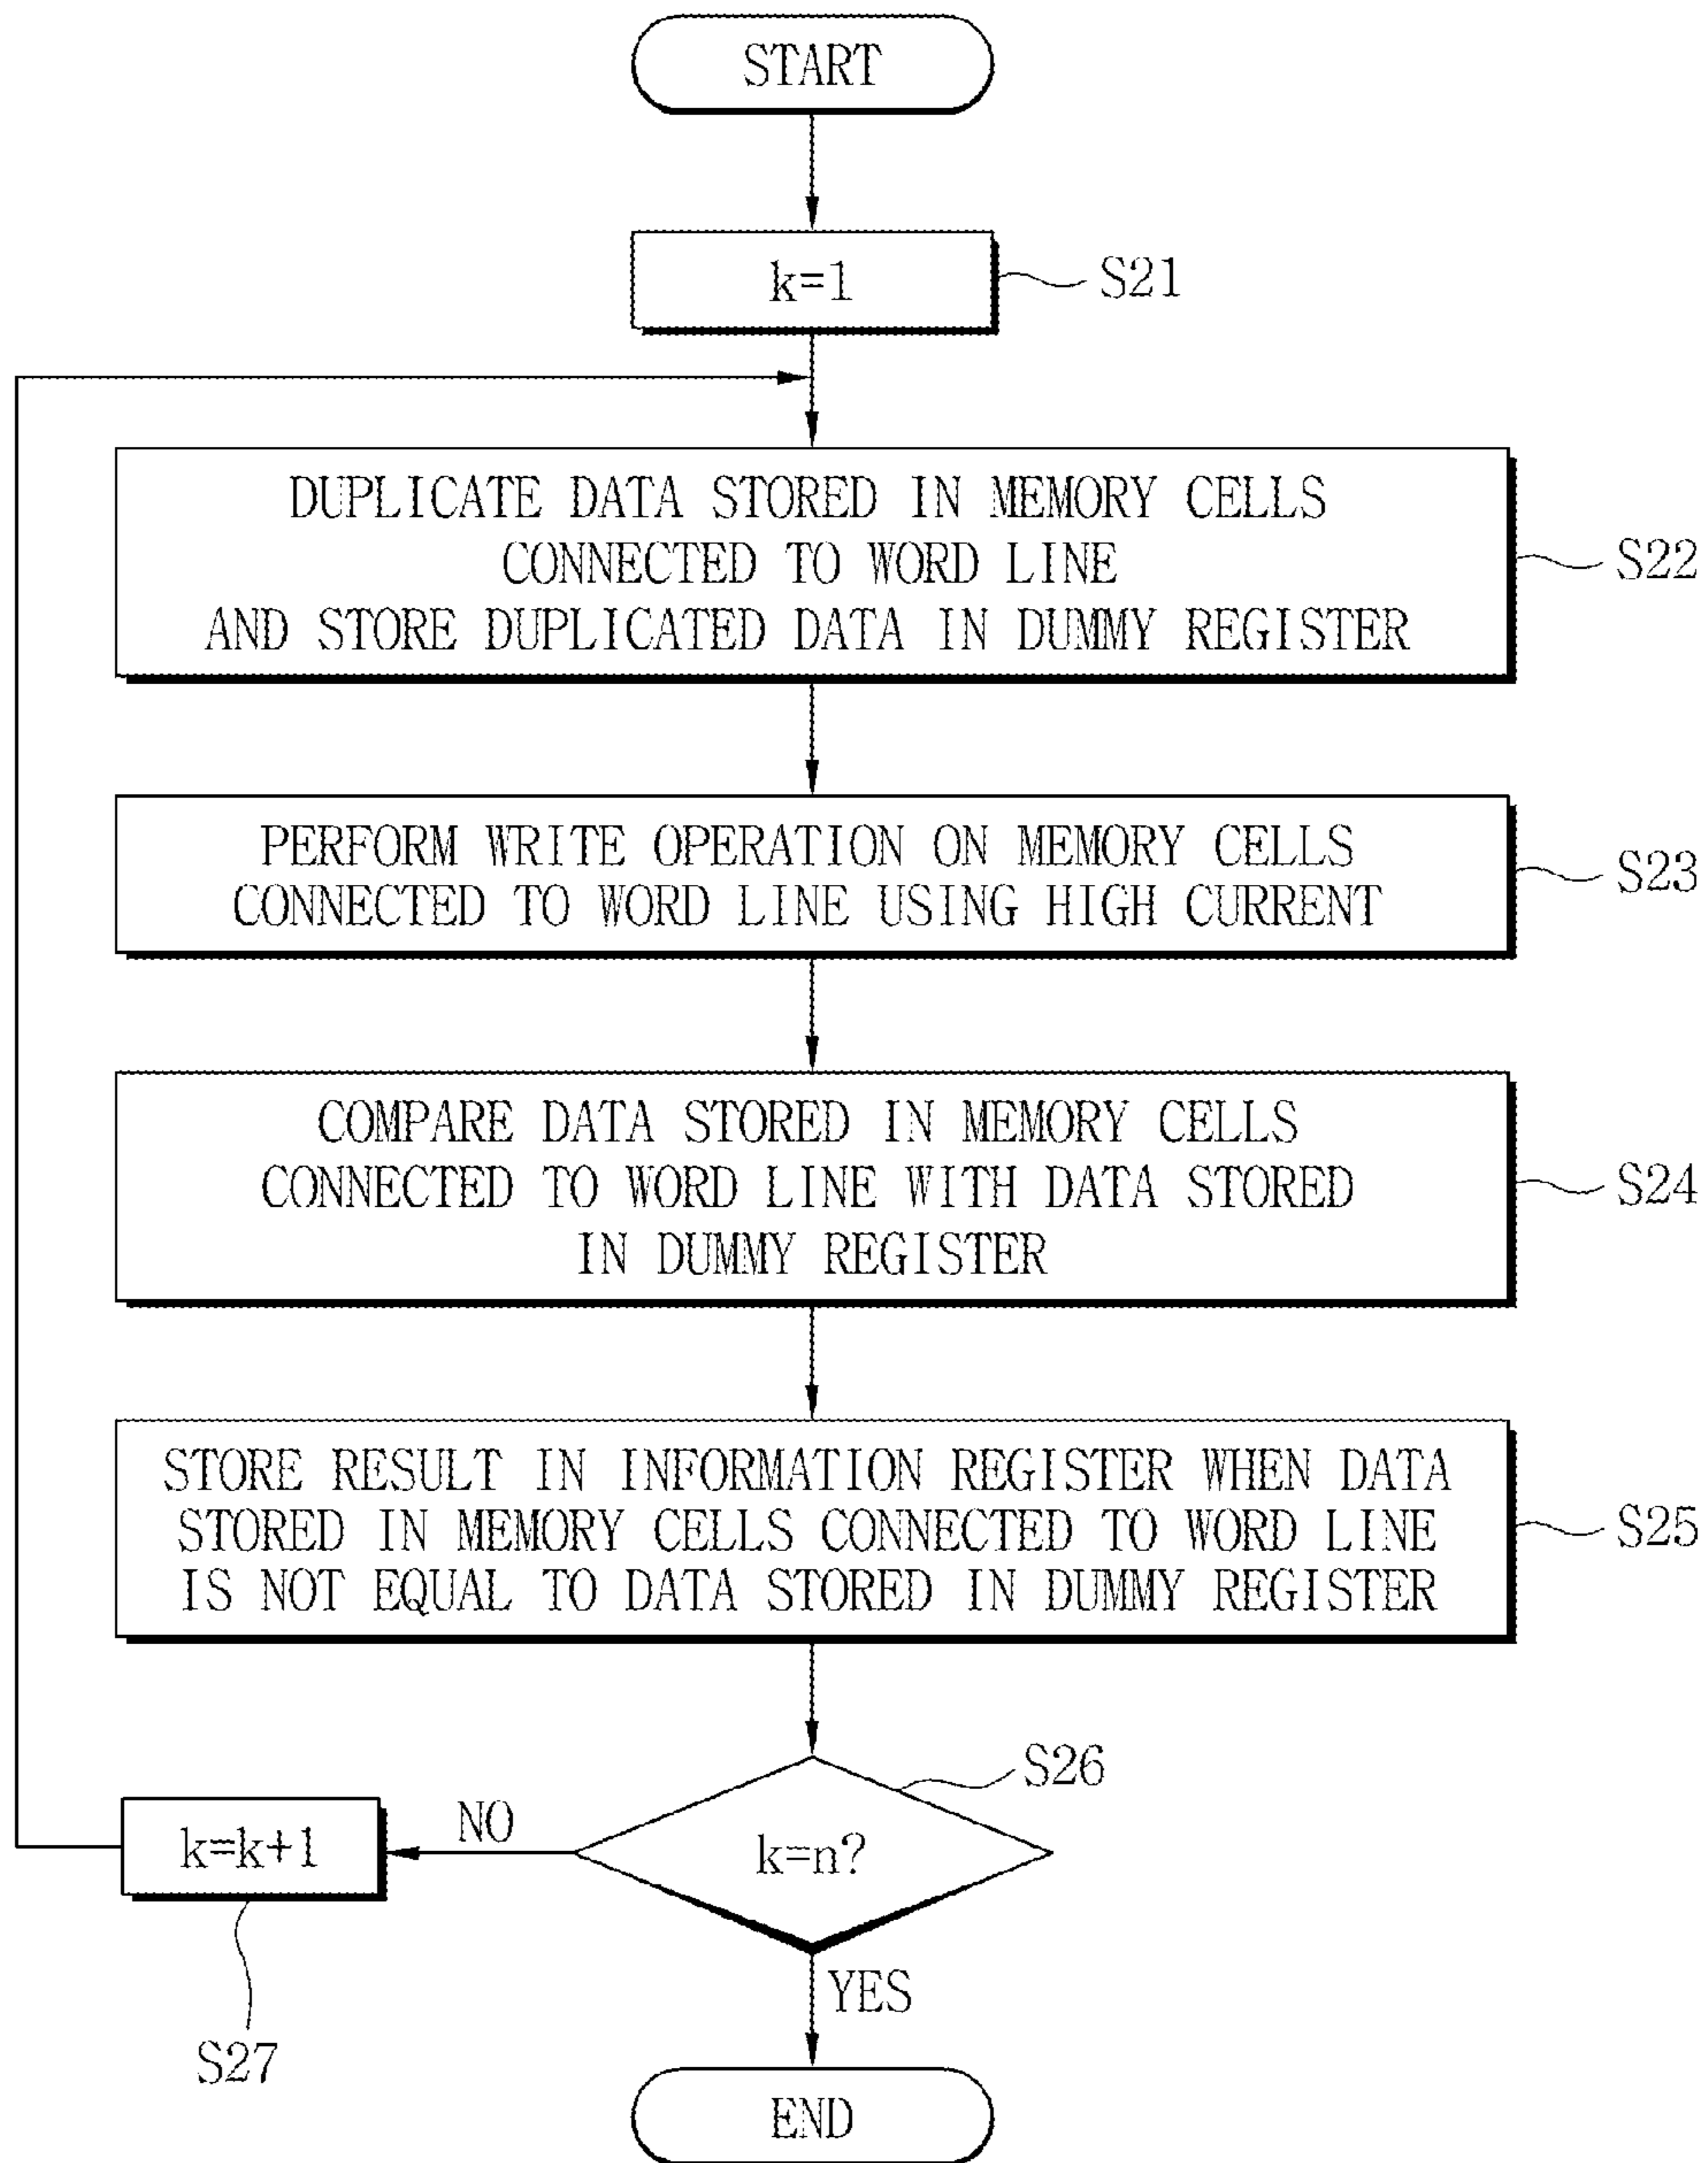 START
k=1
S21
DUPLICATE DATA STORED IN MEMORY CELLS
CONNECTED TO WORD LINE
AND STORE DUPLICATED DATA IN DUMMY REGISTER
S22
PERFORM WRITE OPERATION ON MEMORY CELLS
CONNECTED TO WORD LINE USING HIGH CURRENT
S23
COMPARE DATA STORED IN MEMORY CELLS
CONNECTED TO WORD LINE WITH DATA STORED
IN DUMMY REGISTER
S24
STORE RESULT IN INFORMATION REGISTER WHEN DATA
STORED IN MEMORY CELLS CONNECTED TO WORD LINE
IS NOT EQUAL TO DATA STORED IN DUMMY REGISTER
S25
S26
k=n?
NO
k=k+1
S27
YES
END